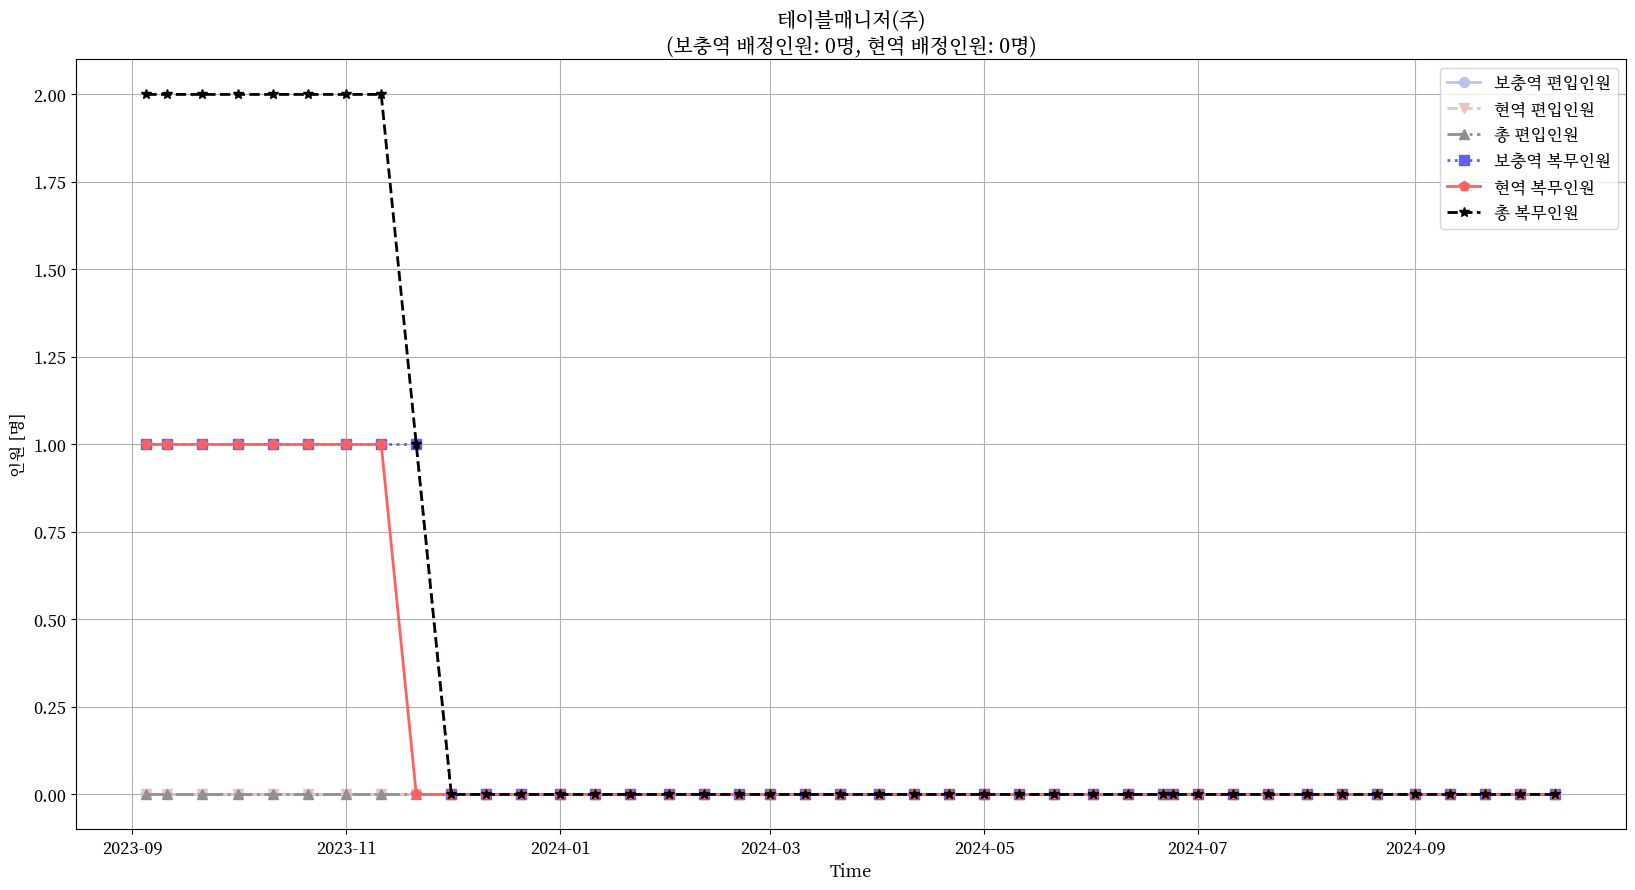 테이블매니저(주)
(보충역 배정인원: 0명, 현역 배정인원: 0명)
보충역 편입인원
현역 편입인원
총 편입인원
보충역 복무인원
현역 복무인원
총 복무인원
인원 [명]
2.00
1.75
1.50
1.25
1.00
0.75
0.50
0.25
0.00
2023-09
2023-11
2024-01
2024-03
2024-05
2024-07
2024-09
Time